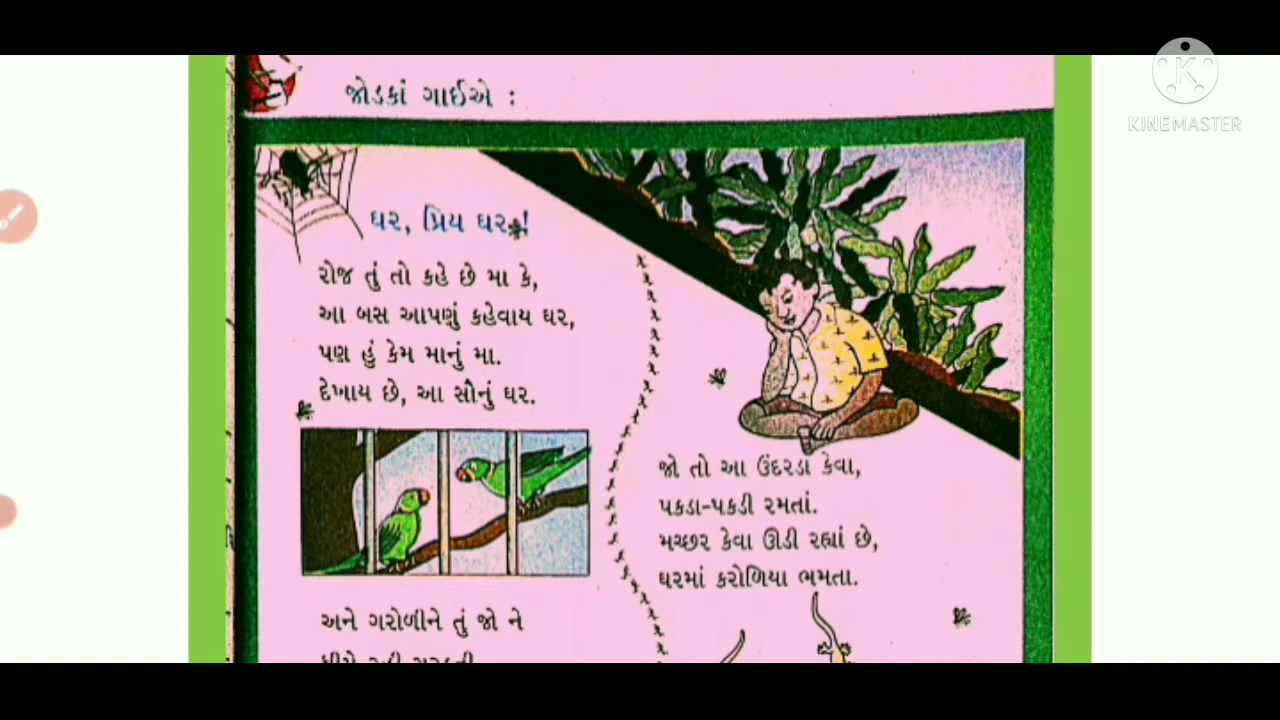 જોડકાં ગાઈએ :
ઘર, પ્રિય ઘર !
રોજ તું તો કહે છે મા કે,
આ બસ આપણું કહેવાય ઘર,
પણ હું કેમ માનું મા.
દેખાય છે, આ સૌનું ઘર.
અને ગરોળીને તું જો ને
જો તો આ ઉંદરડા કેવા,
પકડા-પકડી રમતાં.
મચ્છર કેવા ઊડી રહ્યાં છે,
ઘરમાં કરોળિયા ભમતા.
KINEMASTER